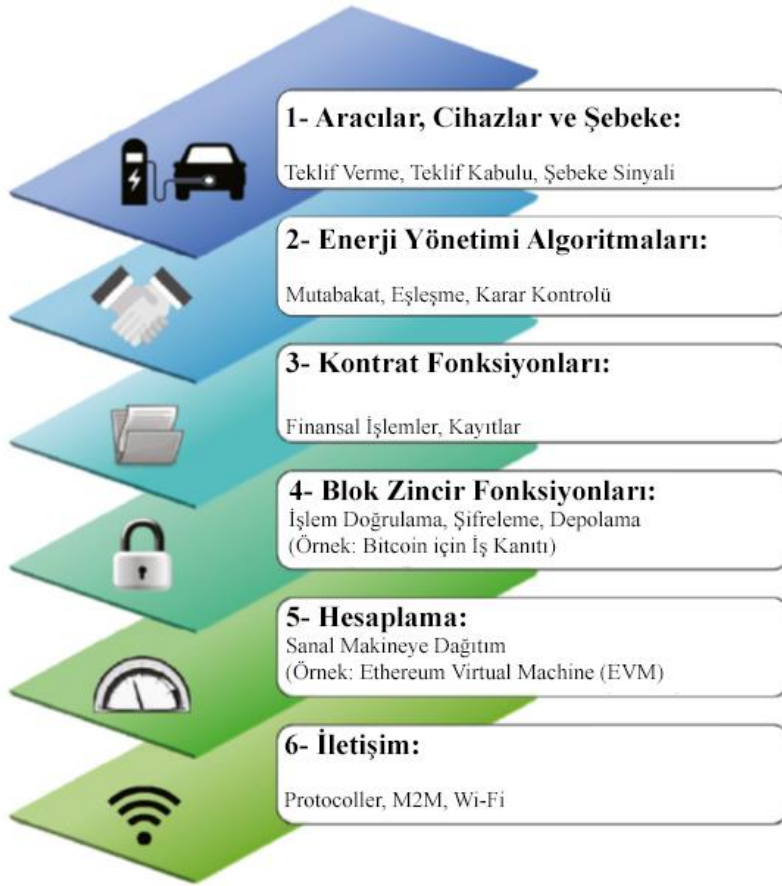 1- Aracılar, Cihazlar ve Şebeke:
Teklif Verme, Teklif Kabulu, Şebeke Sinyali
2- Enerji Yönetimi Algoritmaları:
Mutabakat, Eşleşme, Karar Kontrolü
3- Kontrat Fonksiyonları:
Finansal İşlemler, Kayıtlar
4- Blok Zincir Fonksiyonları:
İşlem Doğrulama, Şifreleme, Depolama
(Örnek: Bitcoin için İş Kanıtı)
5- Hesaplama:
Sanal Makineye Dağıtım
(Örnek: Ethereum Virtual Machine (EVM)
6- İletişim:
Protocoller, M2M, Wi-Fi